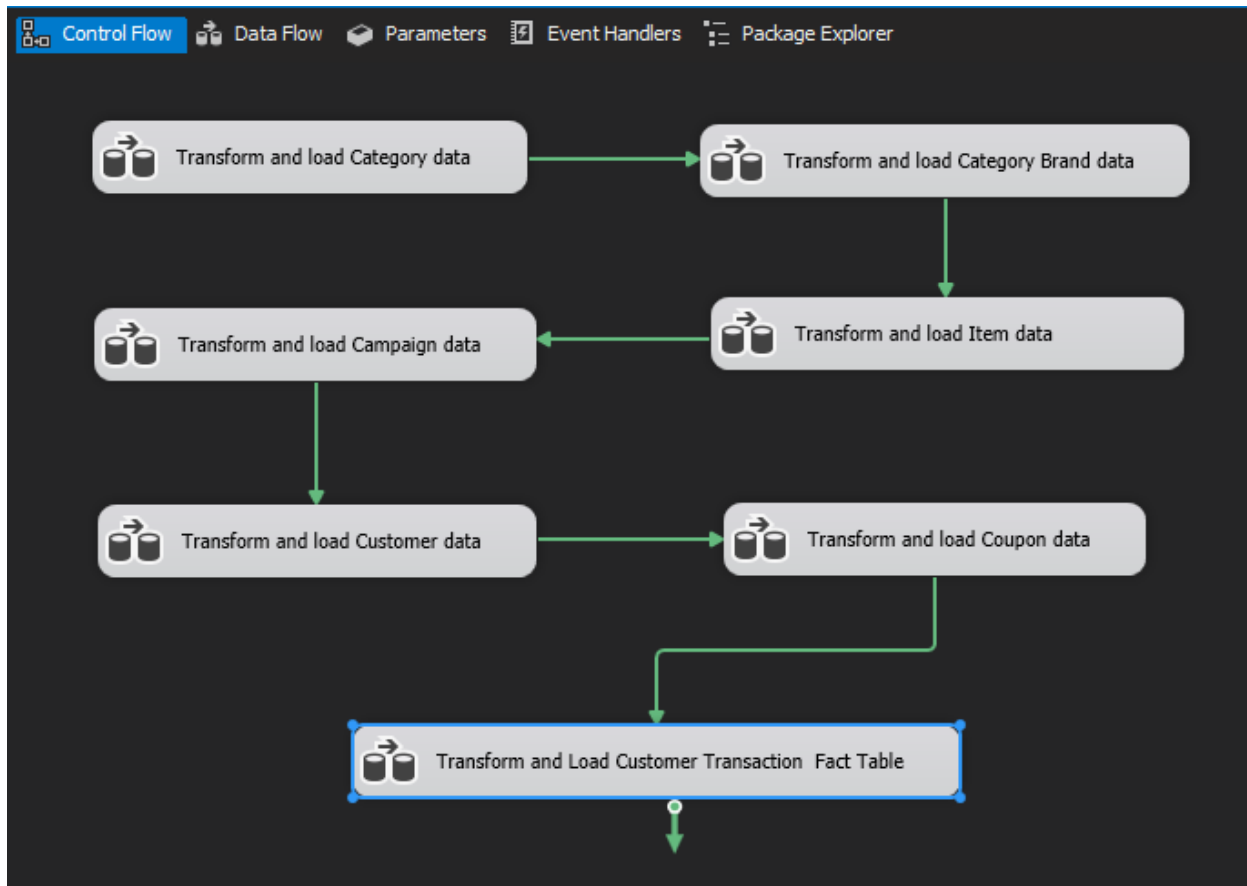 Control Flow Data Flow Parameters Event Handlers Package Explorer
Transform and load Category data
Transform and load Category Brand data
Transform and load Item data
Transform and load Campaign data
Transform and load Customer data
Transform and load Coupon data
Transform and Load Customer Transaction  Fact Table